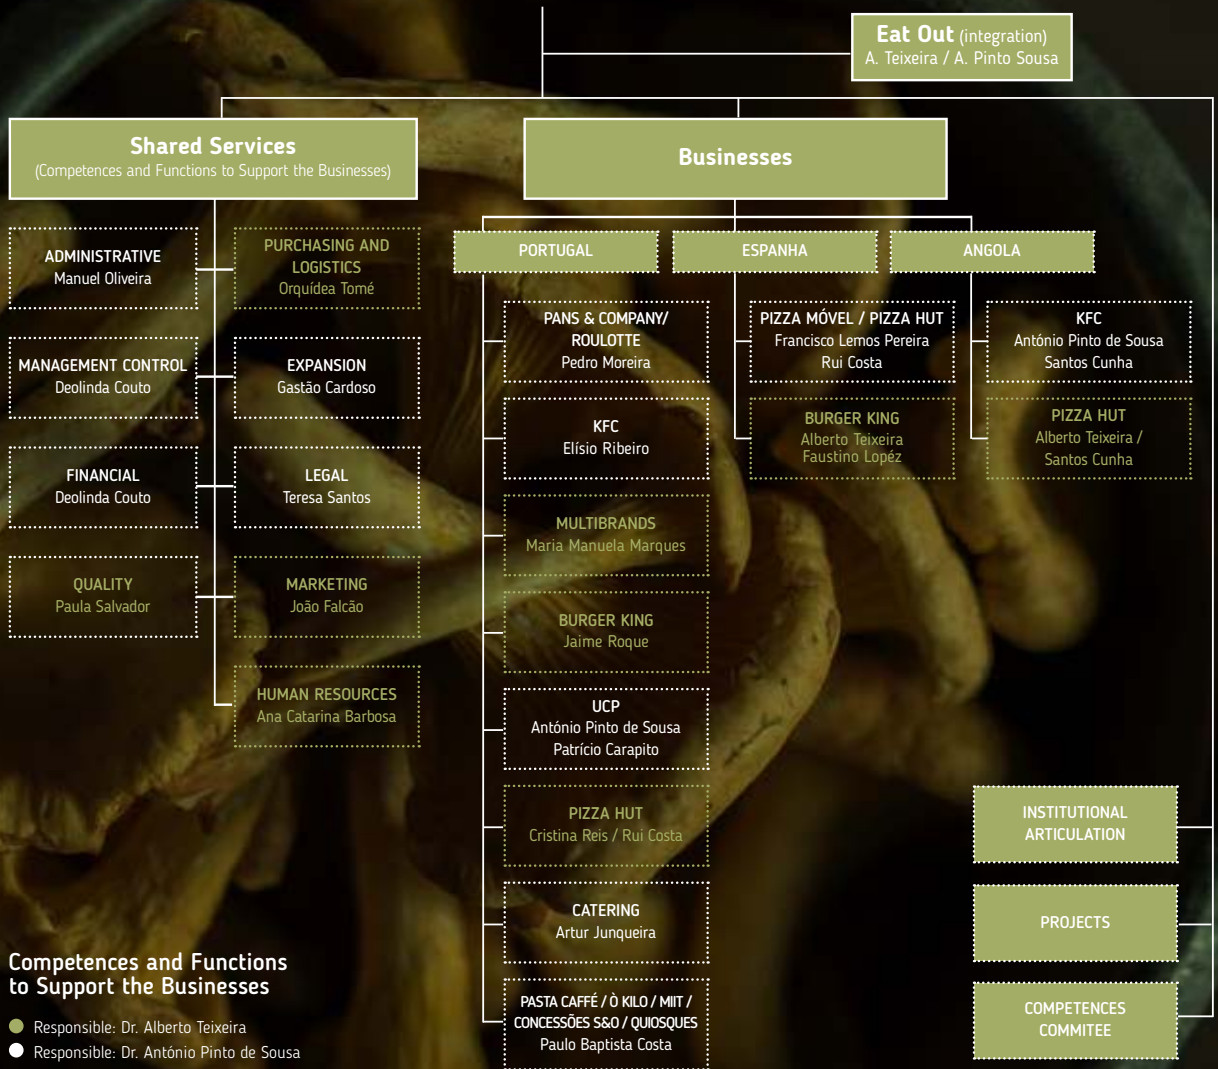 Eat Out (integration)
A. Teixeira / A. Pinto Sousa
Shared Services
(Competences and Functions to Support the Businesses)
Businesses
ADMINISTRATIVE
Manuel Oliveira
PURCHASING AND
LOGISTICS
Orquídea Tomé
MANAGEMENT CONTROL
Deolinda Couto
EXPANSION
Gastão Cardoso
FINANCIAL
Deolinda Couto
LEGAL
Teresa Santos
QUALITY
Paula Salvador
MARKETING
João Falcão
HUMAN RESOURCES
Ana Catarina Barbosa
PORTUGAL
ESPANHA
ANGOLA
PANS & COMPANY/
ROULOTTE
Pedro Moreira
KFC
Elísio Ribeiro
MULTIBRANDS
Maria Manuela Marques
BURGER KING
Jaime Roque
UCP
António Pinto de Sousa
Patrício Carapito
PIZZA HUT
Cristina Reis / Rui Costa
CATERING
Artur Junqueira
PASTA CAFFÉ / Ò KILO / MIIT /
CONCESSÕES S&O / QUIOSQUES
Paulo Baptista Costa
PIZZA MÓVEL / PIZZA HUT
Francisco Lemos Pereira
Rui Costa
BURGER KING
Alberto Teixeira
Faustino Lopéz
KFC
António Pinto de Sousa
Santos Cunha
PIZZA HUT
Alberto Teixeira /
Santos Cunha
INSTITUTIONAL
ARTICULATION
PROJECTS
COMPETENCES
COMMITEE
Competences and Functions
to Support the Businesses
Responsible: Dr. Alberto Teixeira
Responsible: Dr. António Pinto de Sousa